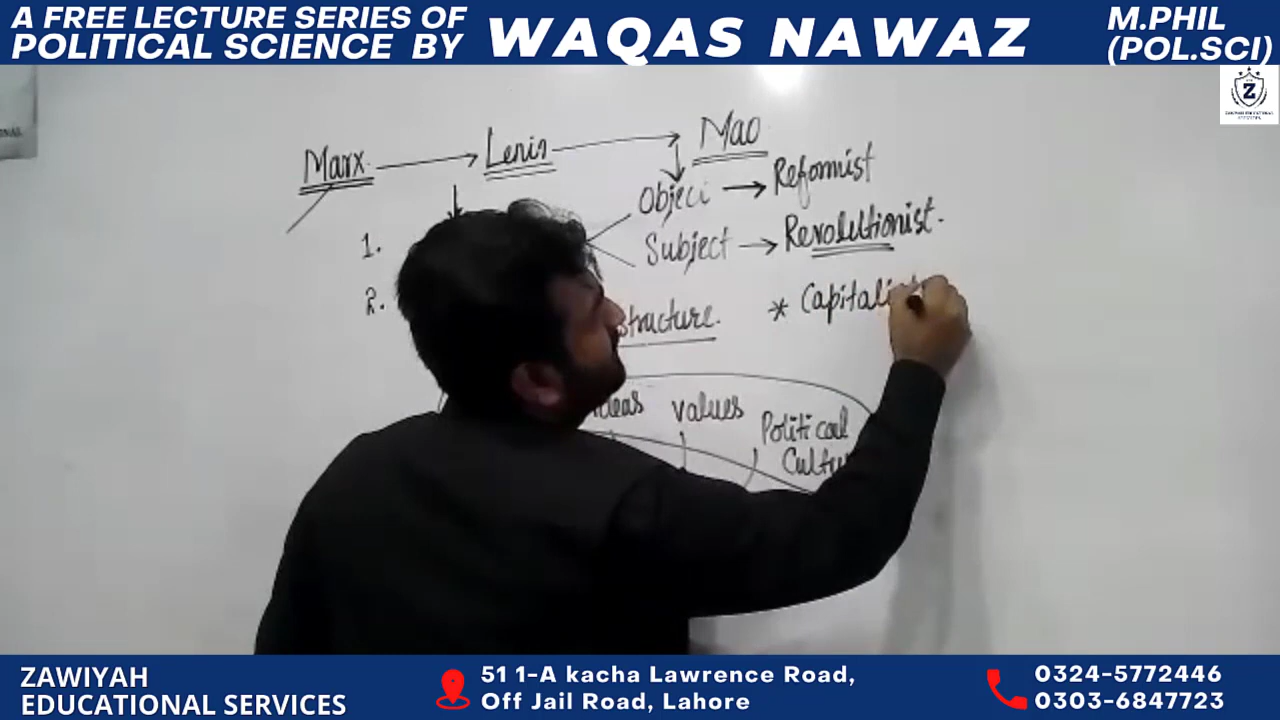 A FREE LECTURE SERIES OF
POLITICAL SCIENCE BY
WAQAS NAWAZ
M.PHIL
(POL.SCI)
Z
Marx → Lenin → Mao
Objeci → Reformist
1.
Subject → Revolutionist.
2.
structure.
* Capitalist
ideas values Political
Cultu
ZAWIYAH
EDUCATIONAL SERVICES
51 1-A kacha Lawrence Road,
Off Jail Road, Lahore
0324-5772446
0303-6847723